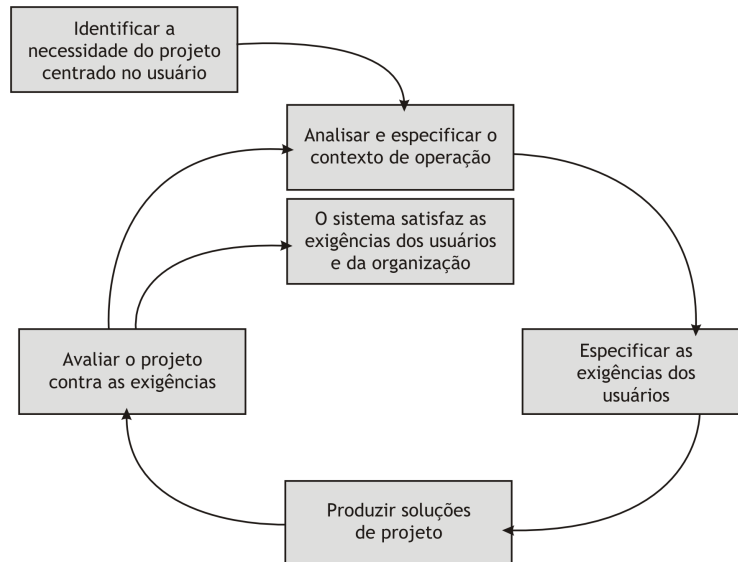 Identificar a
necessidade do projeto
centrado no usuário
Analisar e especificar o
contexto de operação
O sistema satisfaz as
exigências dos usuários
e da organização
Avaliar o projeto
contra as exigências
Especificar as
exigências dos
usuários
Produzir soluções
de projeto